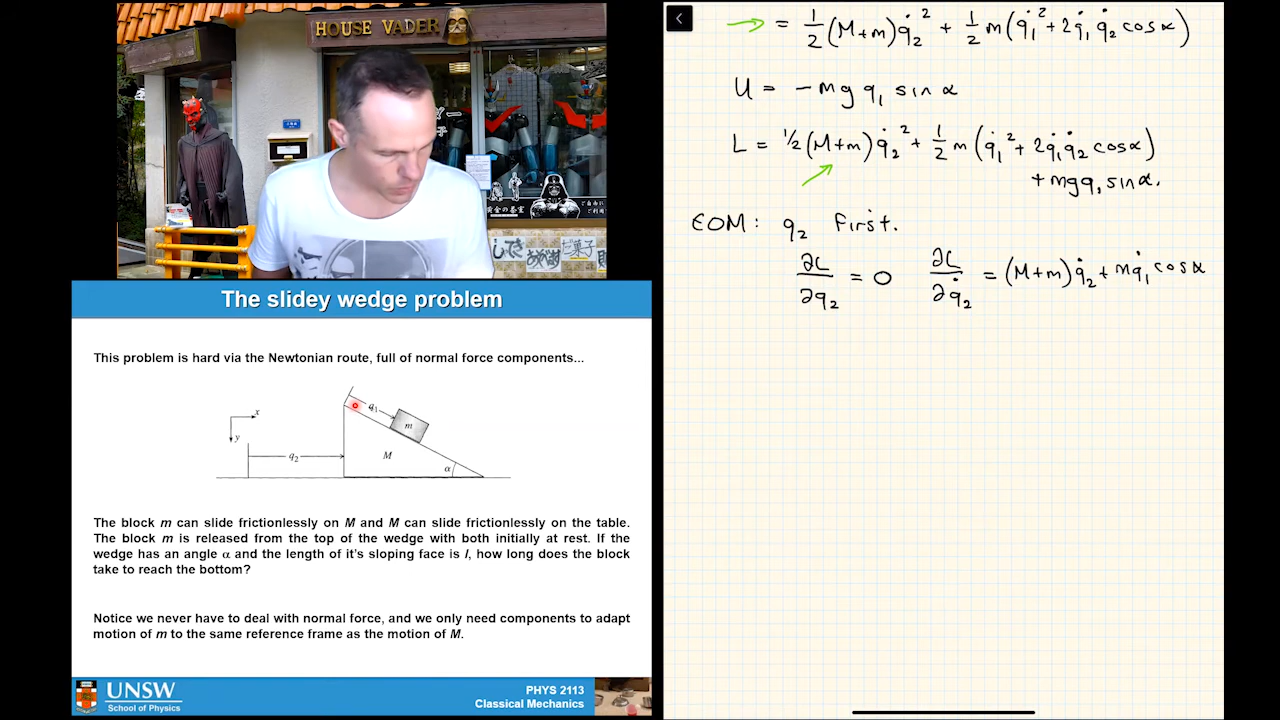 HOUSE VADER
The slidey wedge problem
This problem is hard via the Newtonian route, full of normal force components...
x
y
q₁
m
q₂
M
α
The block m can slide frictionlessly on M and M can slide frictionlessly on the table.
The block m is released from the top of the wedge with both initially at rest. If the
wedge has an angle α and the length of it's sloping face is l, how long does the block
take to reach the bottom?
Notice we never have to deal with normal force, and we only need components to adapt
motion of m to the same reference frame as the motion of M.
UNSW
School of Physics
PHYS 2113
Classical Mechanics
= 1/2 (M+m) q̇₂² + 1/2 m (q̇₁² + 2q̇₁ q̇₂ cos α)
U = -mg q₁ sin α
L = 1/2 (M+m) q̇₂² + 1/2 m (q̇₁² + 2q̇₁q̇₂ cos α)
+ mgq₁ sin α.
EOM: q₂ First.
∂L/∂q₂ = 0 ∂L/∂q̇₂ = (M+m) q̇₂ + mq̇₁ cos α